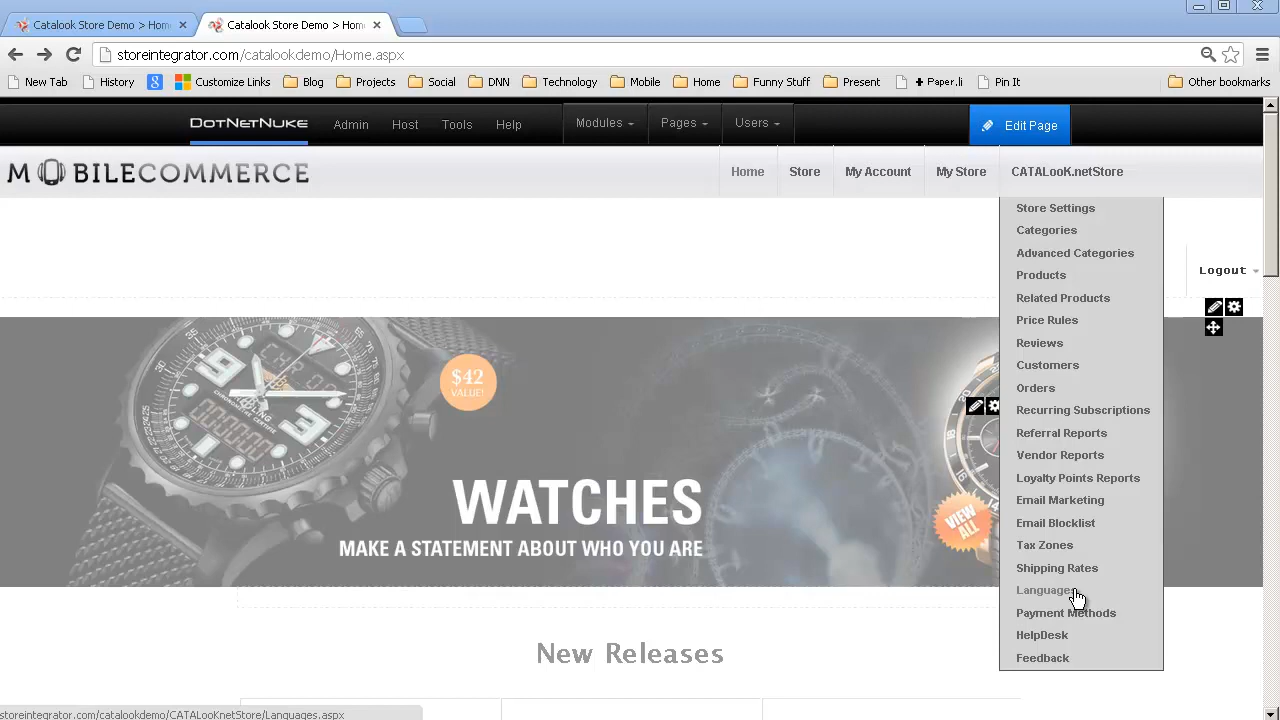 Catalook Store Demo > Hom
Catalook Store Demo > Hom
storeintegrator.com/catalookdemo/Home.aspx
New Tab
History
Customize Links
Blog
Projects
Social
DNN
Technology
Mobile
Home
Funny Stuff
Present
+ Paper.li
Pin It
Other bookmarks
DOTNETNUKE
Admin
Host
Tools
Help
Modules
Pages
Users
Edit Page
MOBILECOMMERCE
Home
Store
My Account
My Store
CATALooK.netStore
Store Settings
Categories
Advanced Categories
Products
Related Products
Price Rules
Reviews
Customers
Orders
Recurring Subscriptions
Referral Reports
Vendor Reports
Loyalty Points Reports
Email Marketing
Email Blocklist
Tax Zones
Shipping Rates
Languages
Payment Methods
HelpDesk
Feedback
Logout
$42
VALUE!
WATCHES
MAKE A STATEMENT ABOUT WHO YOU ARE
VIEW
ALL
New Releases
storeintegrator.com/catalookdemo/CATALooKnetStore/Languages.aspx